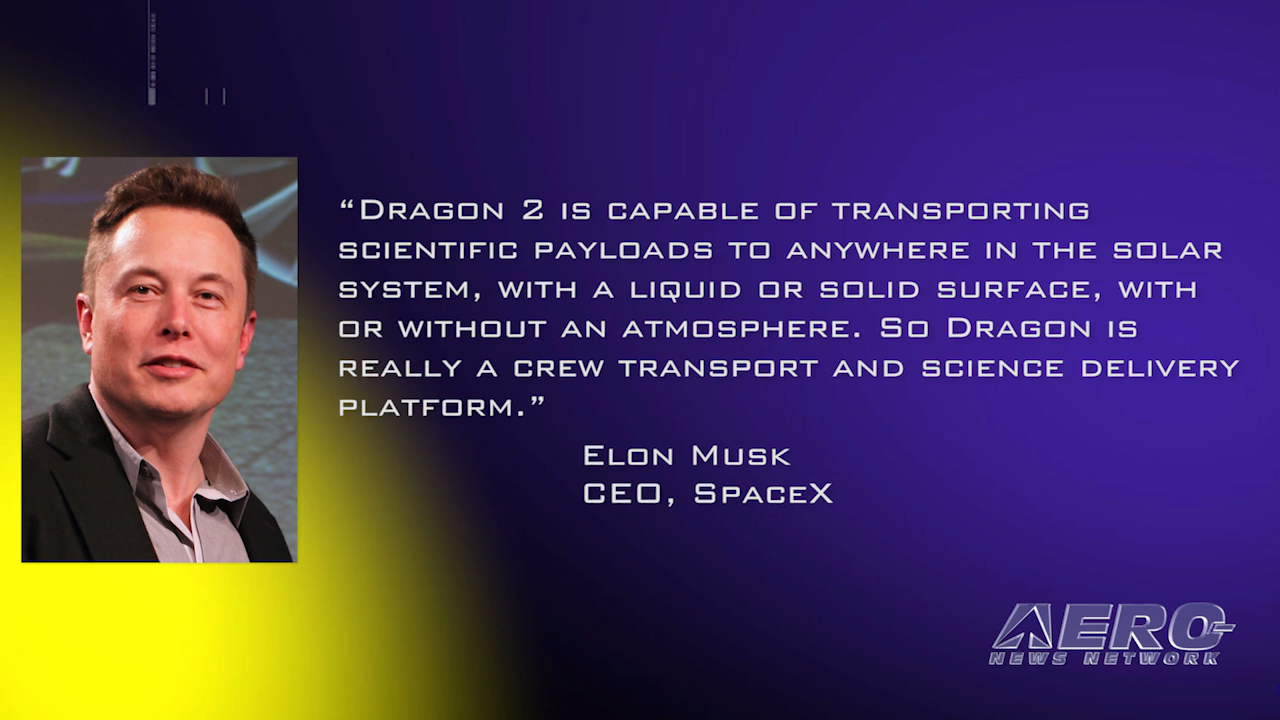 “Dragon 2 is capable of transporting
scientific payloads to anywhere in the solar
system, with a liquid or solid surface, with
or without an atmosphere. So Dragon is
really a crew transport and science delivery
platform.”
Elon Musk
CEO, SpaceX
AERO
NEWS NETWORK